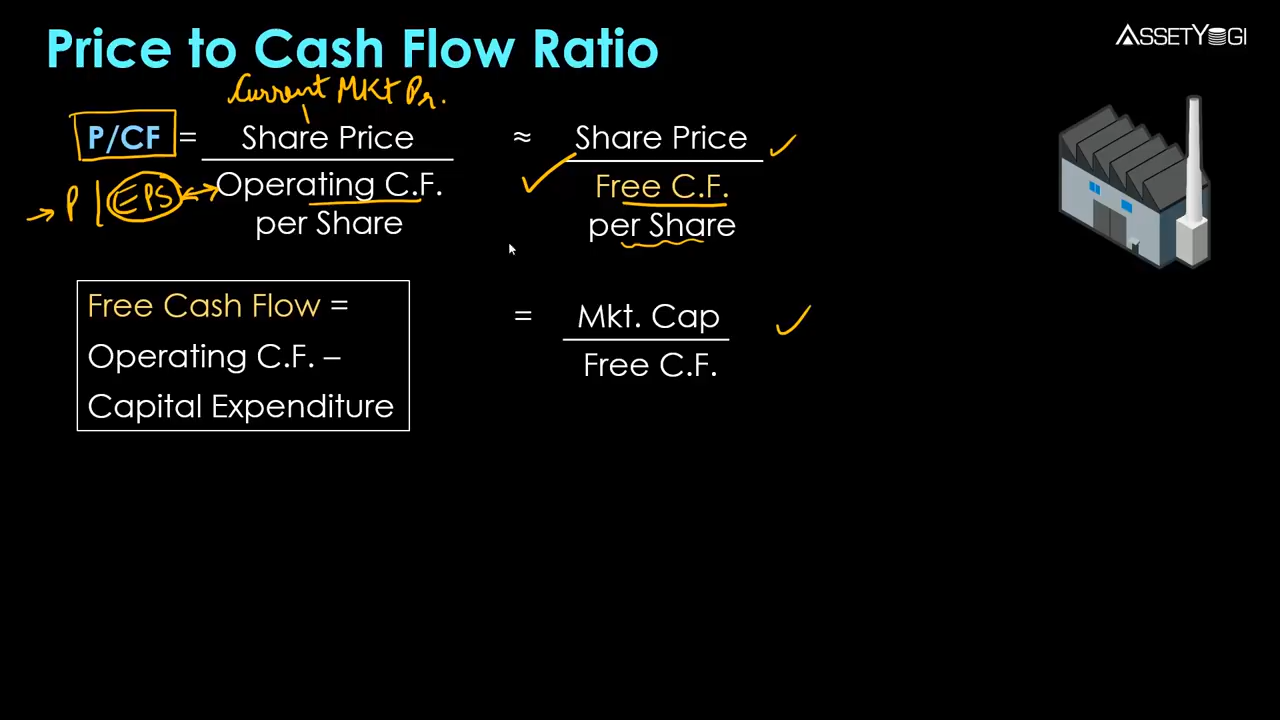 Price to Cash Flow Ratio
ASSETYOGI
Current Mkt Pr.
P/CF = Share Price ≈ Share Price
Operating C.F. Free C.F.
per Share per Share
P | EPS
Free Cash Flow =
Operating C.F. –
Capital Expenditure
= Mkt. Cap
Free C.F.